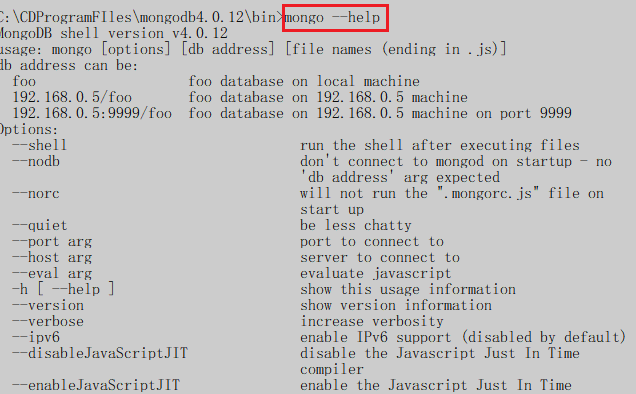 C:\CDProgramFIles\mongodb4.0.12\bin>mongo --help
MongoDB shell version v4.0.12
usage: mongo [options] [db address] [file names (ending in .js)]
db address can be:
foo foo database on local machine
192.168.0.5/foo foo database on 192.168.0.5 machine
192.168.0.5:9999/foo foo database on 192.168.0.5 machine on port 9999
Options:
--shell run the shell after executing files
--nodb don't connect to mongod on startup - no
'db address' arg expected
--norc will not run the ".mongorc.js" file on
start up
--quiet be less chatty
--port arg port to connect to
--host arg server to connect to
--eval arg evaluate javascript
-h [ --help ] show this usage information
--version show version information
--verbose increase verbosity
--ipv6 enable IPv6 support (disabled by default)
--disableJavaScriptJIT disable the Javascript Just In Time
compiler
--enableJavaScriptJIT enable the Javascript Just In Time